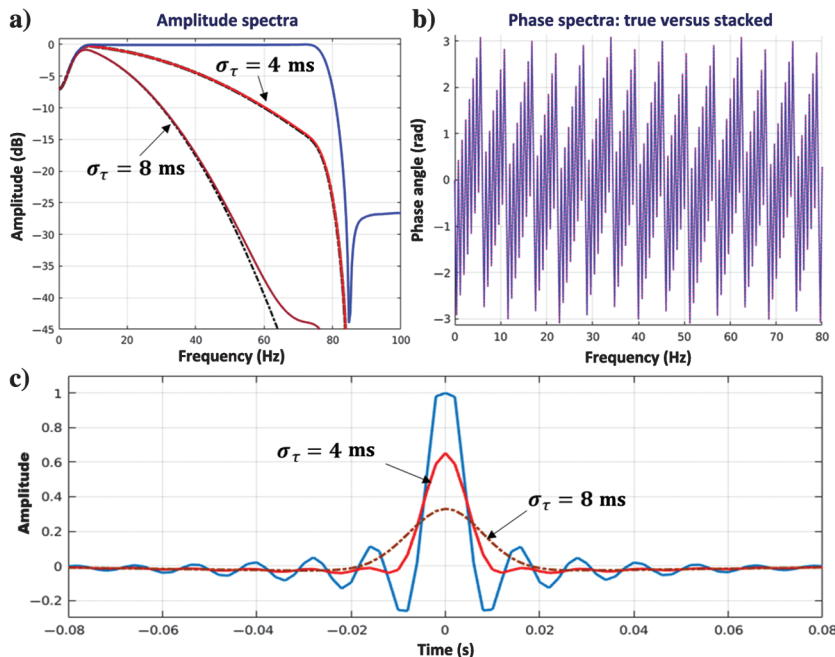 a)
Amplitude spectra
Amplitude (dB)
0
−5
−10
−15
−20
−25
−30
−35
−40
−45
σ_τ = 4 ms
σ_τ = 8 ms
0 20 40 60 80 100
Frequency (Hz)
b)
Phase spectra: true versus stacked
Phase angle (rad)
3
2
1
0
−1
−2
−3
0 10 20 30 40 50 60 70 80
Frequency (Hz)
c)
Amplitude
1
0.8
0.6
0.4
0.2
0
−0.2
σ_τ = 4 ms
σ_τ = 8 ms
−0.08 −0.06 −0.04 −0.02 0 0.02 0.04 0.06 0.08
Time (s)